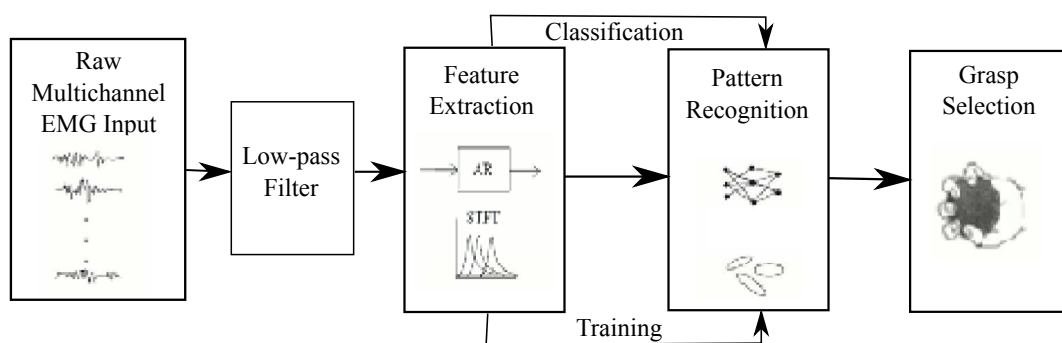 Raw
Multichannel
EMG Input
Low-pass
Filter
Feature
Extraction
AR
STFT
Classification
Training
Pattern
Recognition
Grasp
Selection